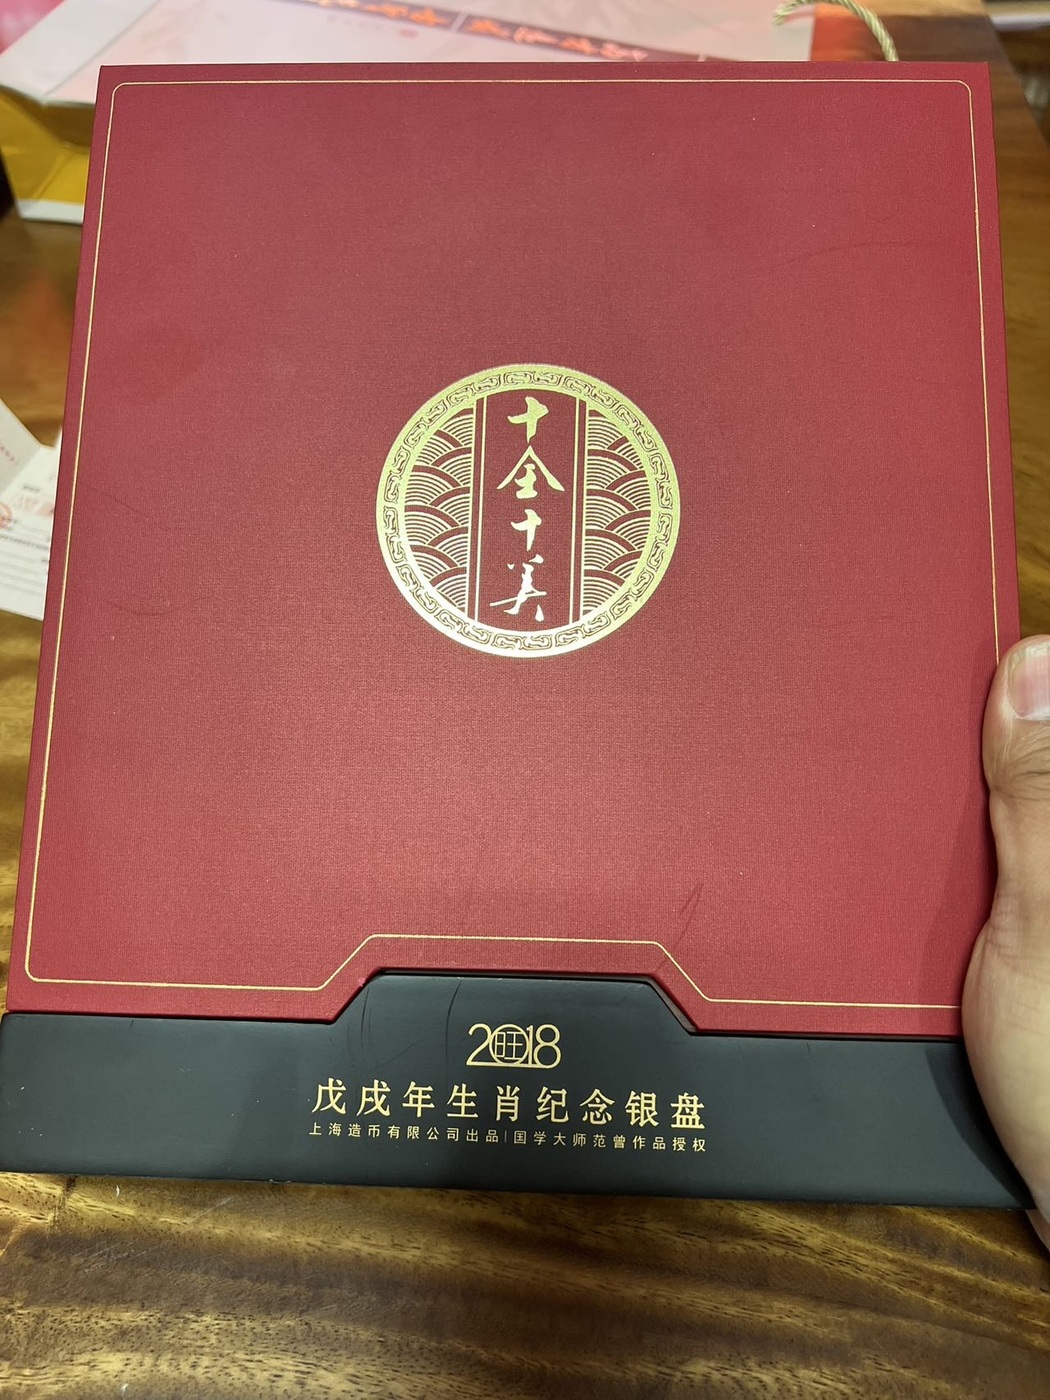 十全十美
2018
旺
戊戌年生肖纪念银盘
上海造币有限公司出品|国学大师范曾作品授权